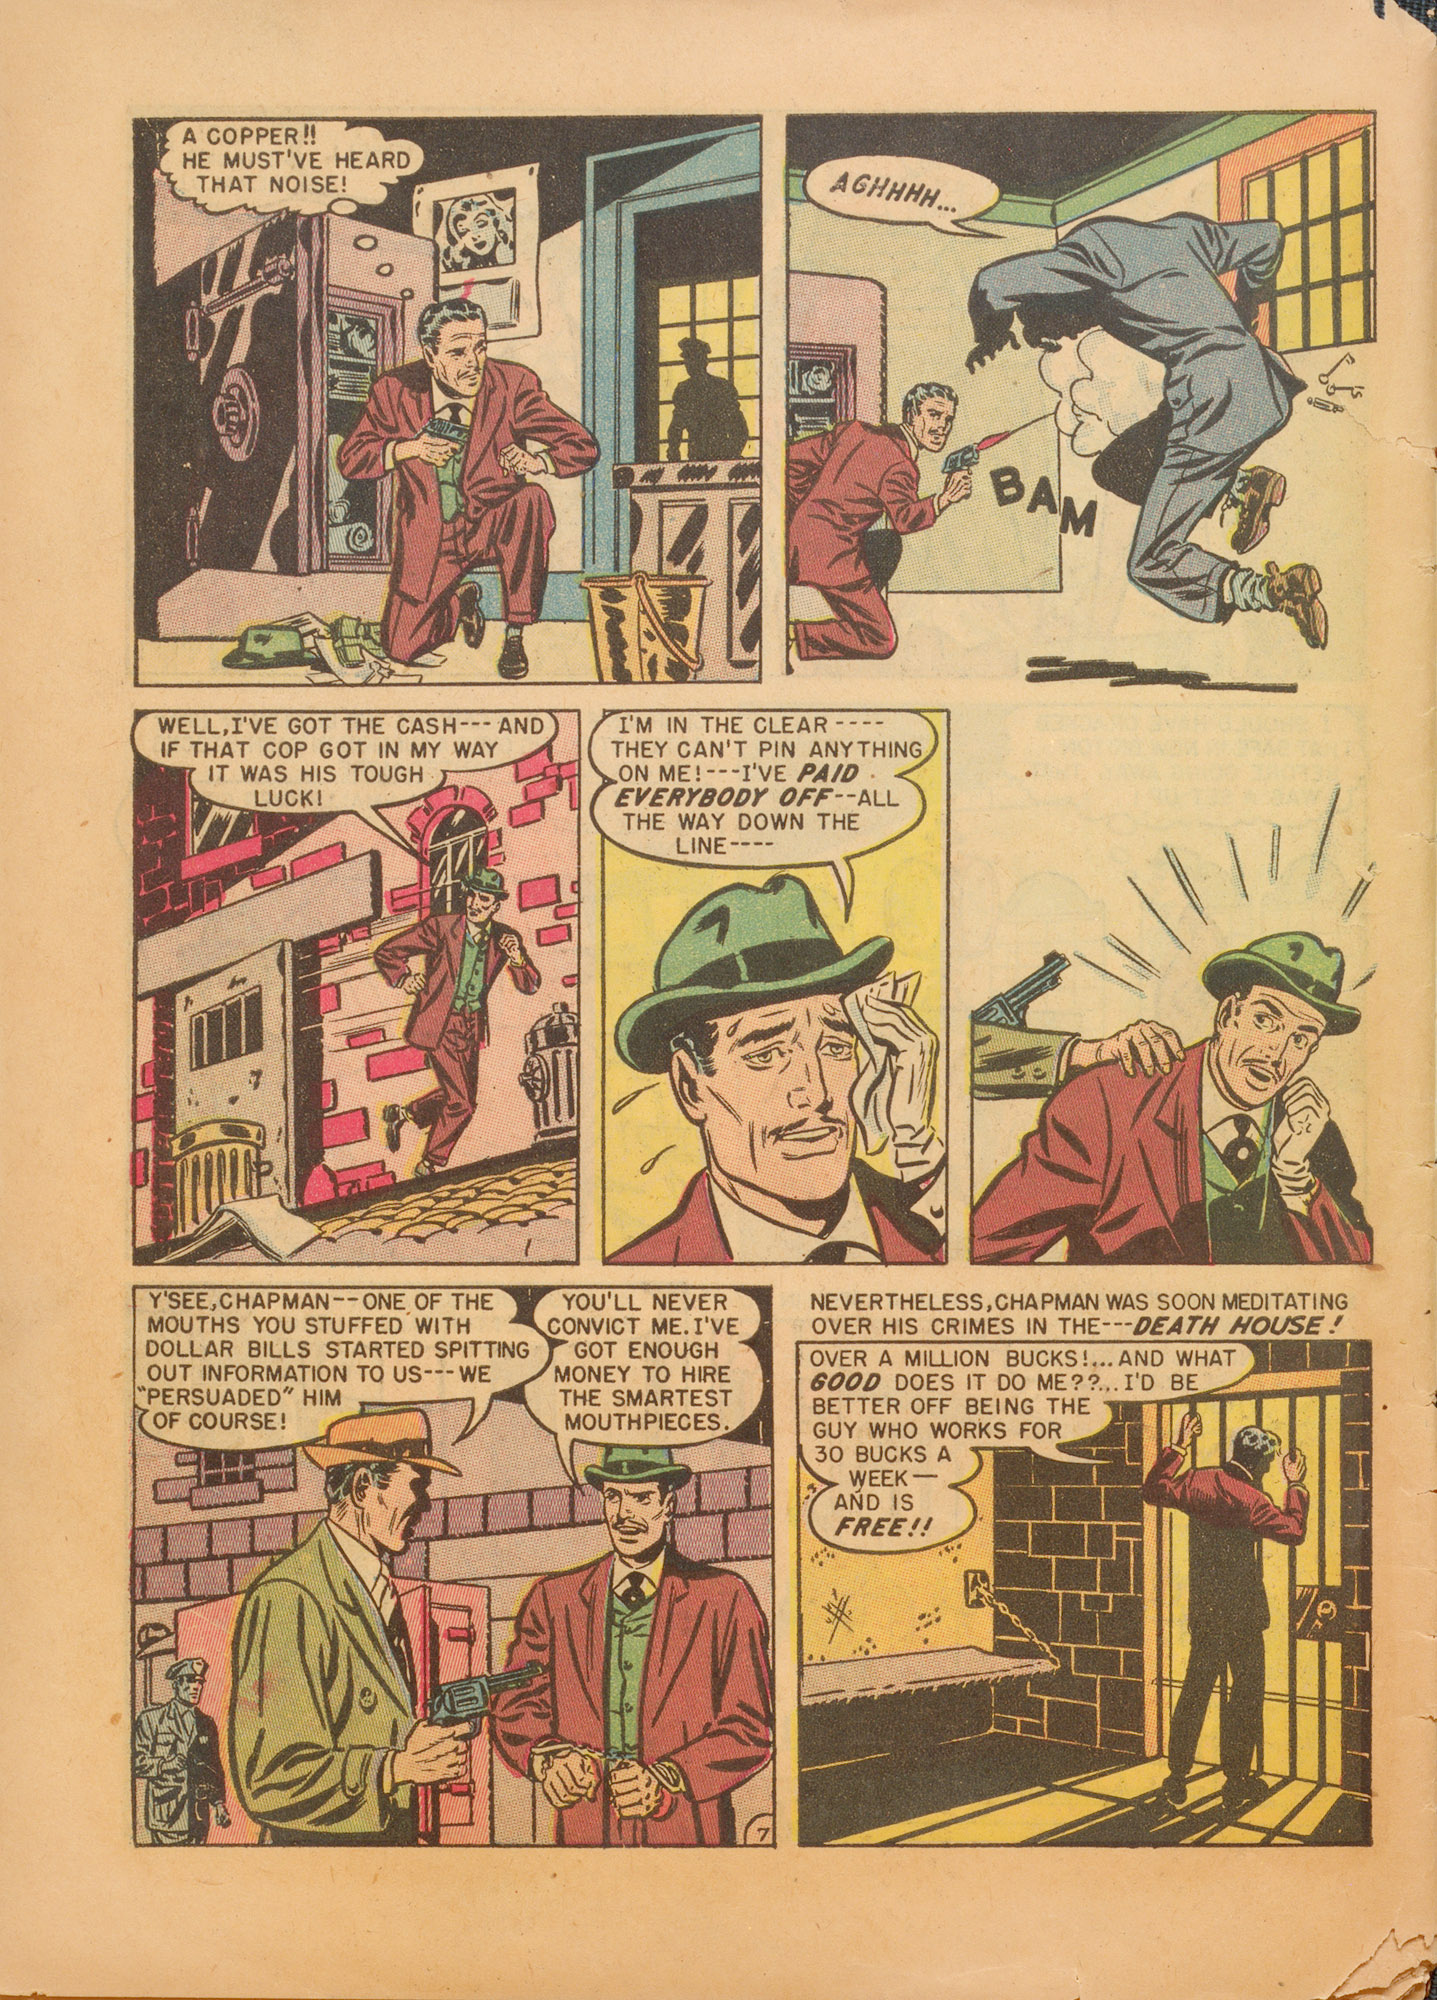 A COPPER!!
HE MUST'VE HEARD
THAT NOISE!
AGHHHH...
BAM
WELL, I'VE GOT THE CASH---AND
IF THAT COP GOT IN MY WAY
IT WAS HIS TOUGH
LUCK!
I'M IN THE CLEAR----
THEY CAN'T PIN ANYTHING
ON ME!---I'VE PAID
EVERYBODY OFF--ALL
THE WAY DOWN THE
LINE----
Y'SEE, CHAPMAN--ONE OF THE
MOUTHS YOU STUFFED WITH
DOLLAR BILLS STARTED SPITTING
OUT INFORMATION TO US---WE
"PERSUADED" HIM
OF COURSE!
YOU'LL NEVER
CONVICT ME. I'VE
GOT ENOUGH
MONEY TO HIRE
THE SMARTEST
MOUTHPIECES.
7
NEVERTHELESS, CHAPMAN WAS SOON MEDITATING
OVER HIS CRIMES IN THE---DEATH HOUSE!
OVER A MILLION BUCKS!...AND WHAT
GOOD DOES IT DO ME??...I'D BE
BETTER OFF BEING THE
GUY WHO WORKS FOR
30 BUCKS A
WEEK—
AND IS
FREE!!